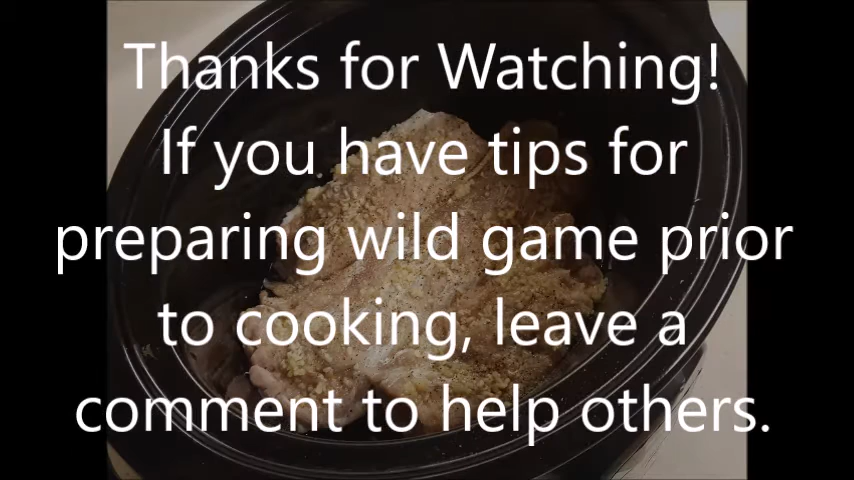 Thanks for Watching!
If you have tips for
preparing wild game prior
to cooking, leave a
comment to help others.